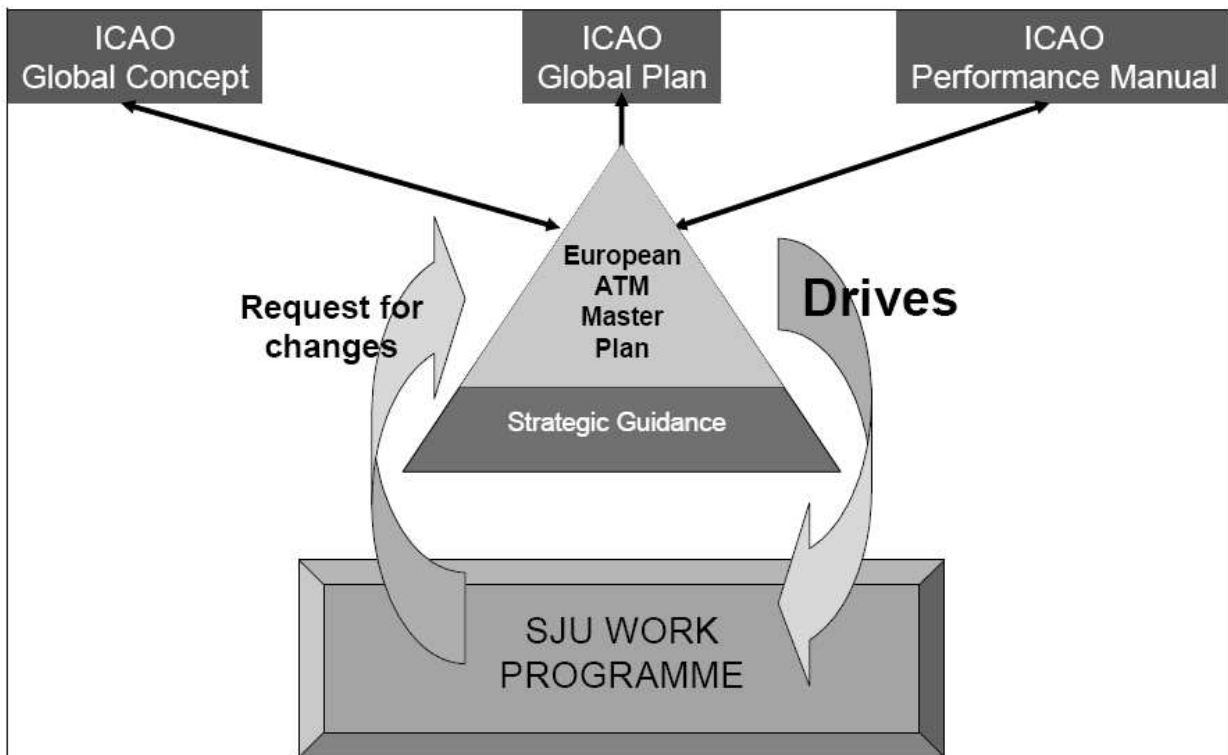 ICAO
Global Concept
ICAO
Global Plan
ICAO
Performance Manual
European
ATM
Master
Plan
Request for
changes
Drives
Strategic Guidance
SJU WORK
PROGRAMME